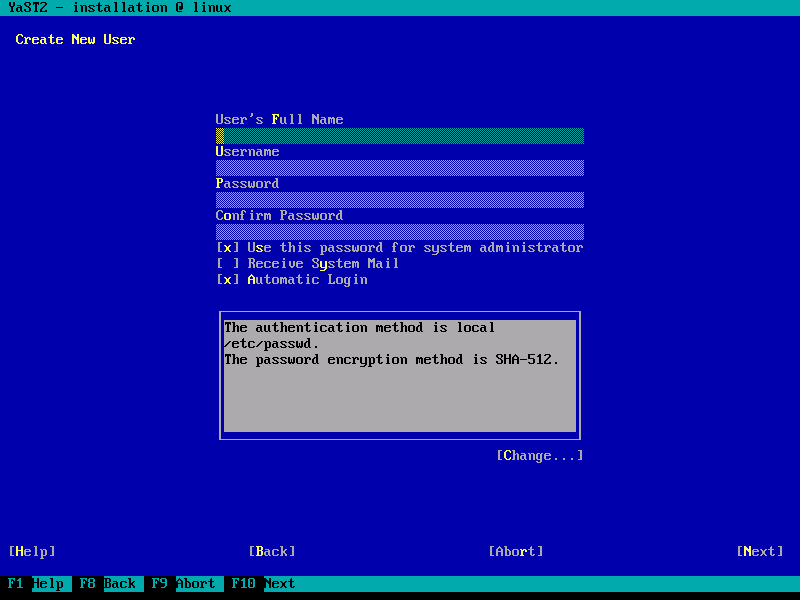 YaST2 - installation @ linux
Create New User
User's Full Name
Username
Password
Confirm Password
[x] Use this password for system administrator
[ ] Receive System Mail
[x] Automatic Login
The authentication method is local
/etc/passwd.
The password encryption method is SHA-512.
[Change...]
[Help] [Back] [Abort] [Next]
F1 Help F8 Back F9 Abort F10 Next